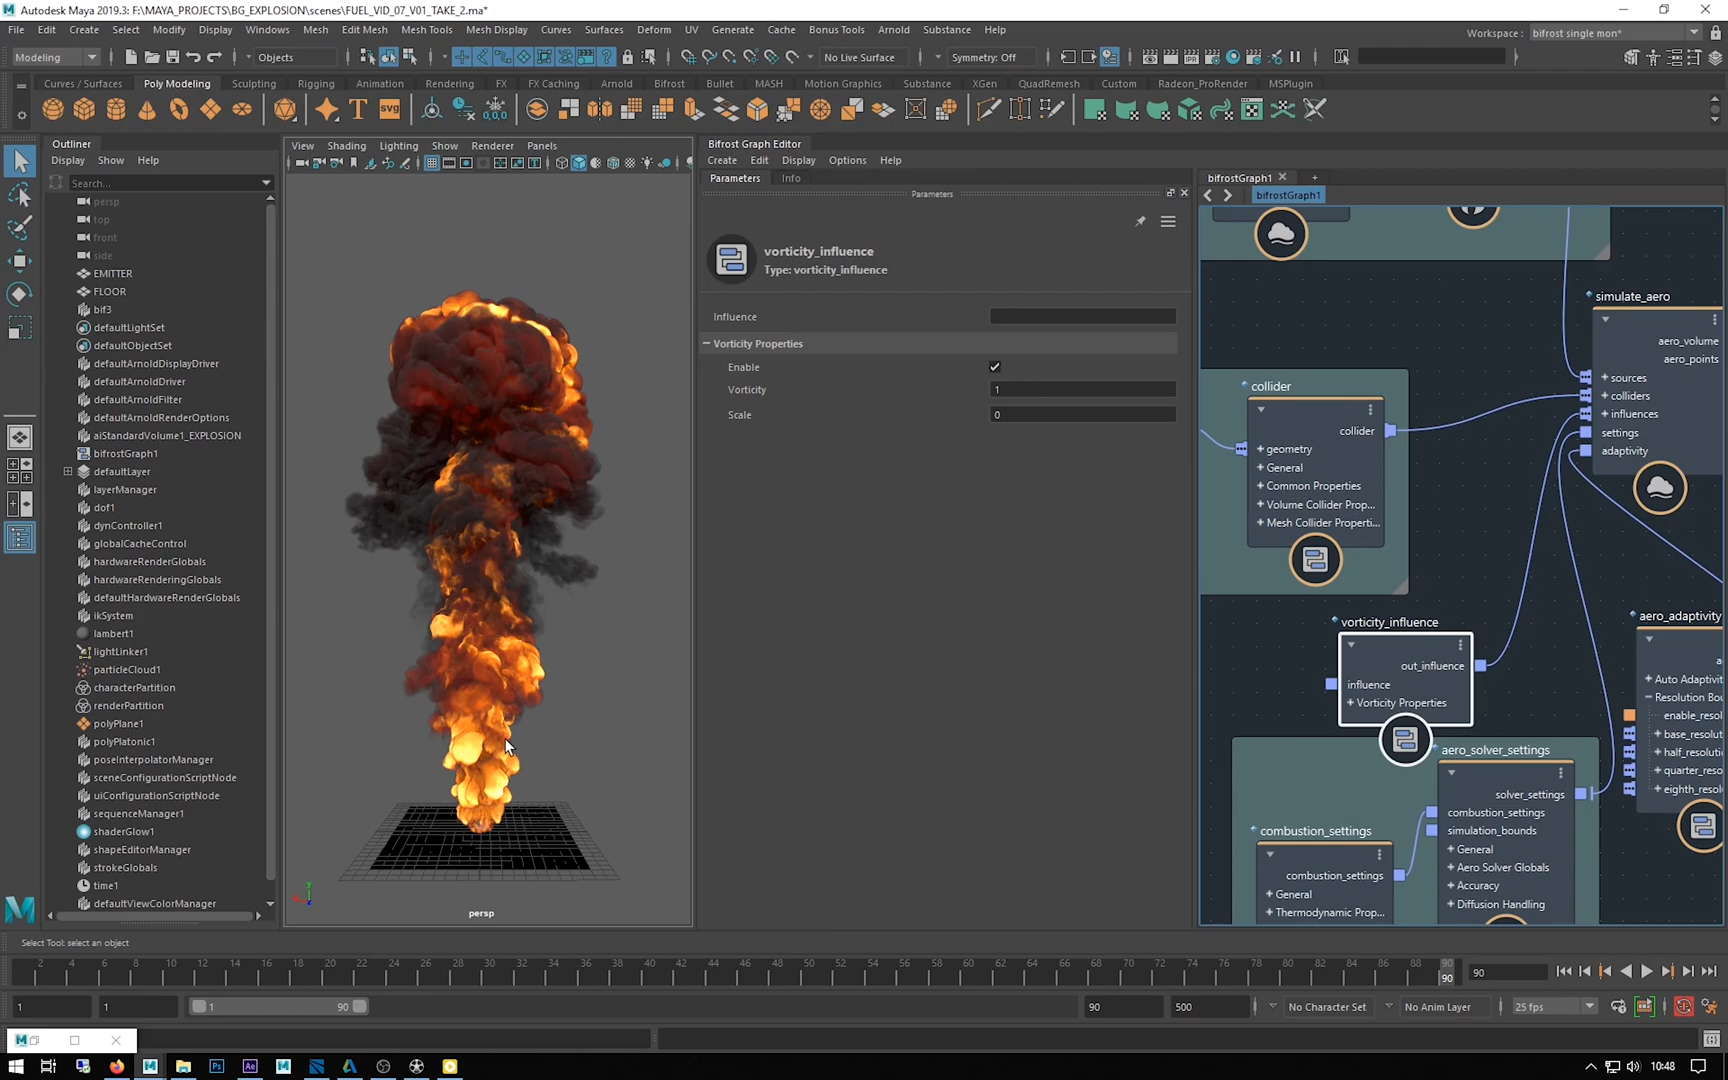 Autodesk Maya 2019.3: F:\MAYA_PROJECTS\BG_EXPLOSION\scenes\FUEL_VID_07_V01_TAKE_2.ma*
File Edit Create Select Modify Display Windows Mesh Edit Mesh Mesh Tools Mesh Display Curves Surfaces Deform UV Generate Cache Bonus Tools Arnold Substance Help
Workspace : bifrost single mon*
Modeling Objects No Live Surface Symmetry: Off
Curves / Surfaces Poly Modeling Sculpting Rigging Animation Rendering FX FX Caching Arnold Bifrost Bullet MASH Motion Graphics Substance XGen QuadRemesh Custom Radeon_ProRender MSPlugin
T SVG 0,0,0
Outliner
Display Show Help
Search...
persp
top
front
side
EMITTER
FLOOR
bif3
defaultLightSet
defaultObjectSet
defaultArnoldDisplayDriver
defaultArnoldDriver
defaultArnoldFilter
defaultArnoldRenderOptions
aiStandardVolume1_EXPLOSION
bifrostGraph1
defaultLayer
layerManager
dof1
dynController1
globalCacheControl
hardwareRenderGlobals
hardwareRenderingGlobals
defaultHardwareRenderGlobals
ikSystem
lambert1
lightLinker1
particleCloud1
characterPartition
renderPartition
polyPlane1
polyPlatonic1
poseInterpolatorManager
sceneConfigurationScriptNode
uiConfigurationScriptNode
sequenceManager1
shaderGlow1
shapeEditorManager
strokeGlobals
time1
defaultViewColorManager
View Shading Lighting Show Renderer Panels
persp
Bifrost Graph Editor
Create Edit Display Options Help
Parameters Info
Parameters
vorticity_influence
Type: vorticity_influence
Influence
Vorticity Properties
Enable
Vorticity 1
Scale 0
bifrostGraph1 +
bifrostGraph1
simulate_aero
aero_volume
aero_points
+ sources
+ colliders
+ influences
settings
adaptivity
collider
collider
+ geometry
+ General
+ Common Properties
+ Volume Collider Prop...
+ Mesh Collider Properti...
vorticity_influence
out_influence
influence
+ Vorticity Properties
aero_adaptivity
+ Auto Adaptivit
Resolution Bou
enable_resol
+ base_resoluti
+ half_resoluti
+ quarter_reso
+ eighth_resol
aero_solver_settings
solver_settings
combustion_settings
simulation_bounds
+ General
+ Aero Solver Globals
+ Accuracy
+ Diffusion Handling
combustion_settings
combustion_settings
+ General
+ Thermodynamic Prop...
Select Tool: select an object
2 4 6 8 10 12 14 16 18 20 22 24 26 28 30 32 34 36 38 40 42 44 46 48 50 52 54 56 58 60 62 64 66 68 70 72 74 76 78 80 82 84 86 88 90
90 90
1 1 1 90 90 500 No Character Set No Anim Layer 25 fps
10:48